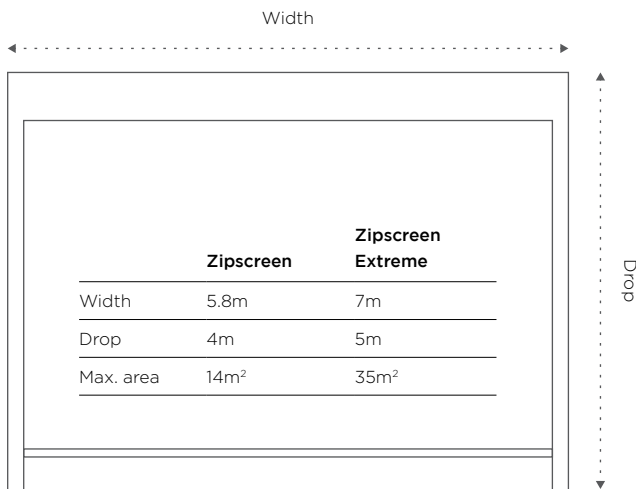 Width
Zipscreen
Zipscreen
Extreme
Width 5.8m 7m
Drop 4m 5m
Max. area 14m² 35m²
Drop